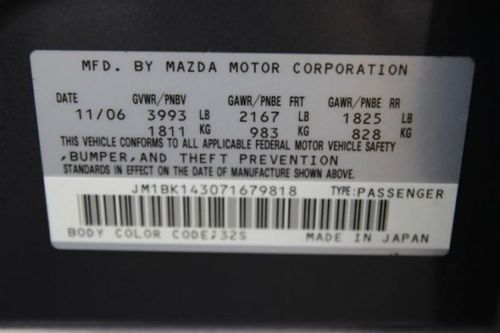 MFD. BY MAZDA MOTOR CORPORATION
DATE GVWR/PNBV GAWR/PNBE FRT GAWR/PNBE RR
11/06 3993 LB 2167 LB 1825 LB
1811 KG 983 KG 828 KG
THIS VEHICLE CONFORMS TO ALL APPLICABLE FEDERAL MOTOR VEHICLE SAFETY
,BUMPER,AND THEFT PREVENTION
STANDARDS IN EFFECT ON THE DATE OF MANUFACTURE SHOWN ABOVE.
JM1BK143071679818 TYPE:PASSENGER
BODY COLOR CODE;32S MADE IN JAPAN